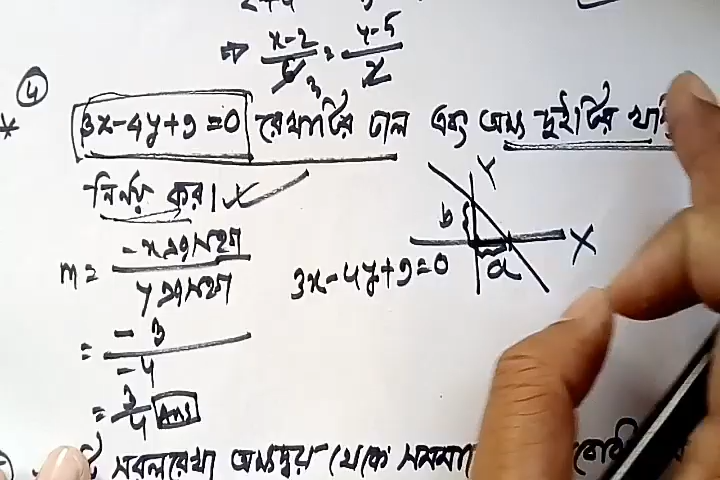 ⇒ x-2/6 3 = y-5/2
④
* 3x-4y+9=0 রেখাটির ঢাল এবং অক্ষ দুইটির
নির্ণয় কর।
m = -x এর সহগ / y এর সহগ
3x-4y+9=0
Y
b
X
a
= -3/-4
= 3/4 Ans
সরলরেখা অক্ষদ্বয় থেকে